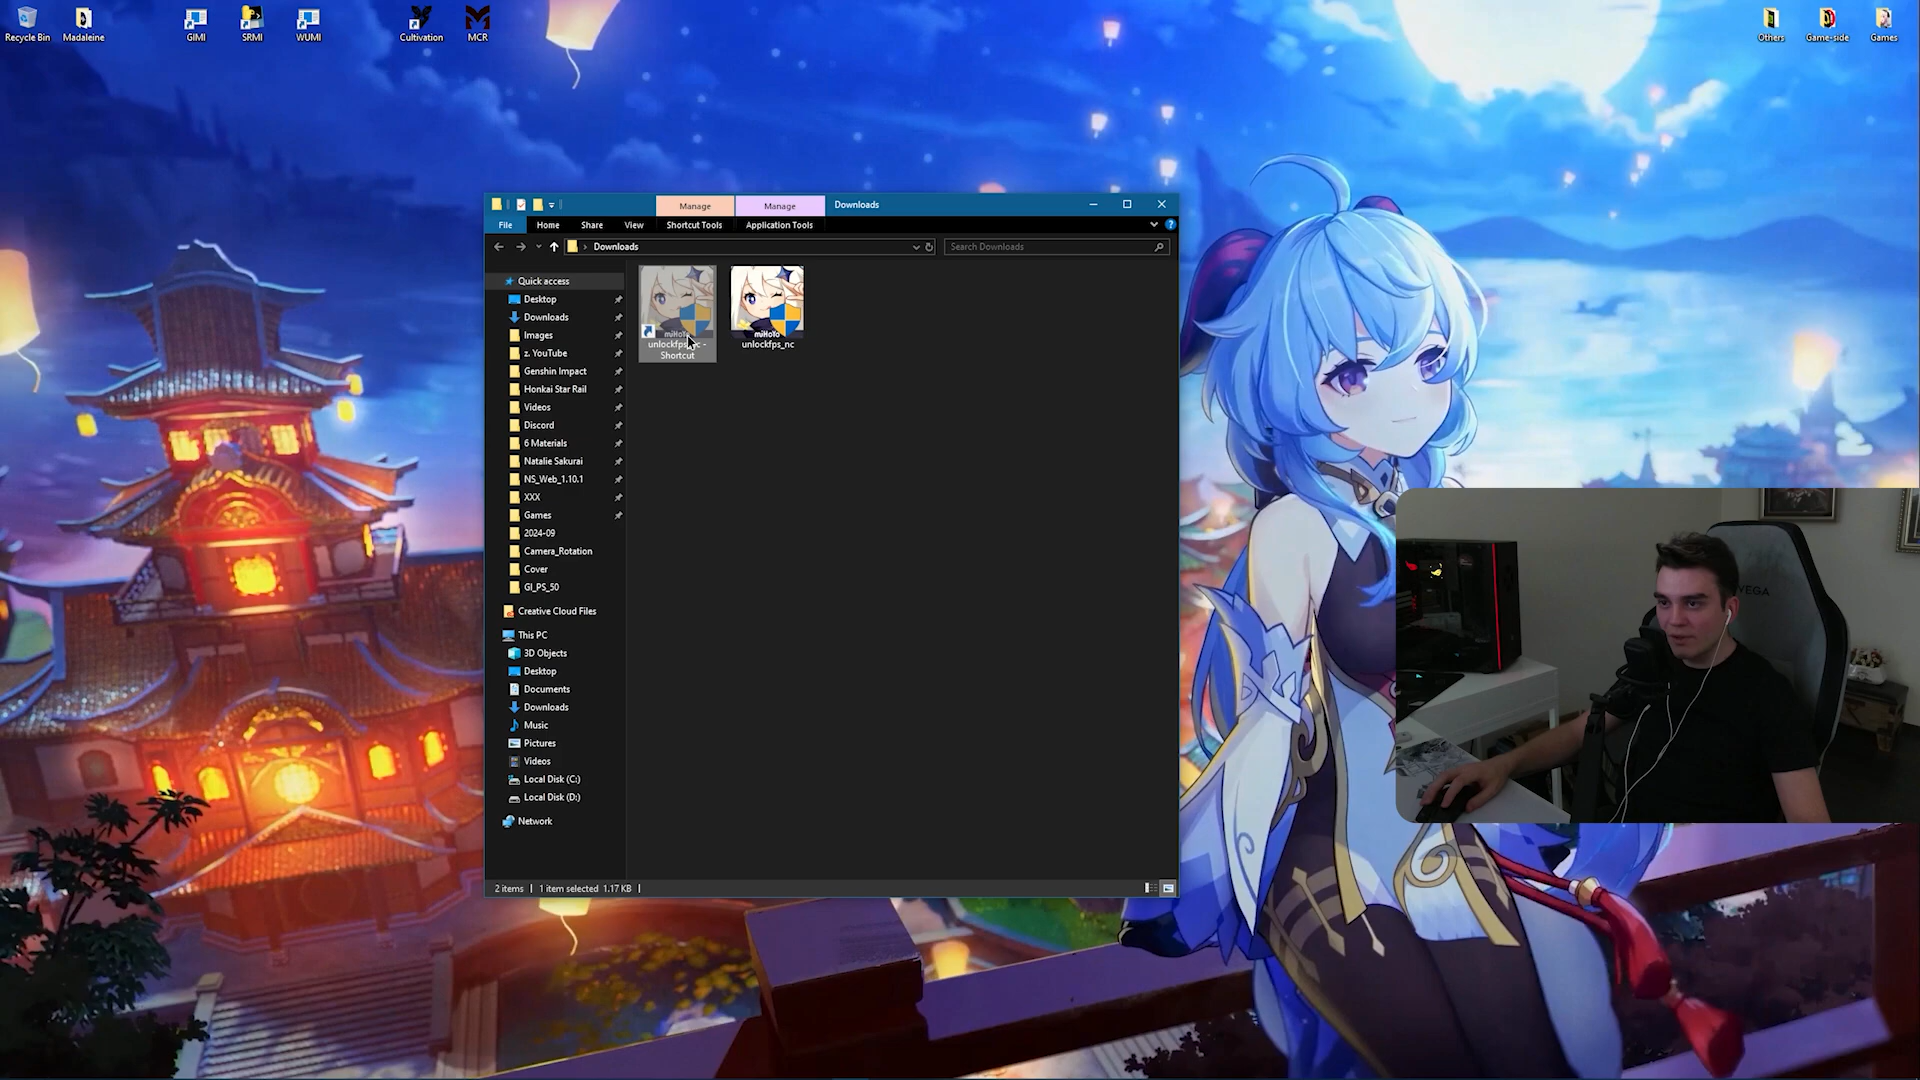 Recycle Bin
Madaleine
GIMI
SRMI
WUMI
Cultivation
MCR
Others
Game-side
Games
Manage
Manage
Downloads
File
Home
Share
View
Shortcut Tools
Application Tools
Downloads
Search Downloads
Quick access
Desktop
Downloads
Images
z. YouTube
Genshin Impact
Honkai Star Rail
Videos
Discord
6 Materials
Natalie Sakurai
NS_Web_1.10.1
XXX
Games
2024-09
Camera_Rotation
Cover
GI_PS_50
Creative Cloud Files
This PC
3D Objects
Desktop
Documents
Downloads
Music
Pictures
Videos
Local Disk (C:)
Local Disk (D:)
Network
miHoYo
unlockfps_nc -
Shortcut
miHoYo
unlockfps_nc
2 items
1 item selected 1.17 KB